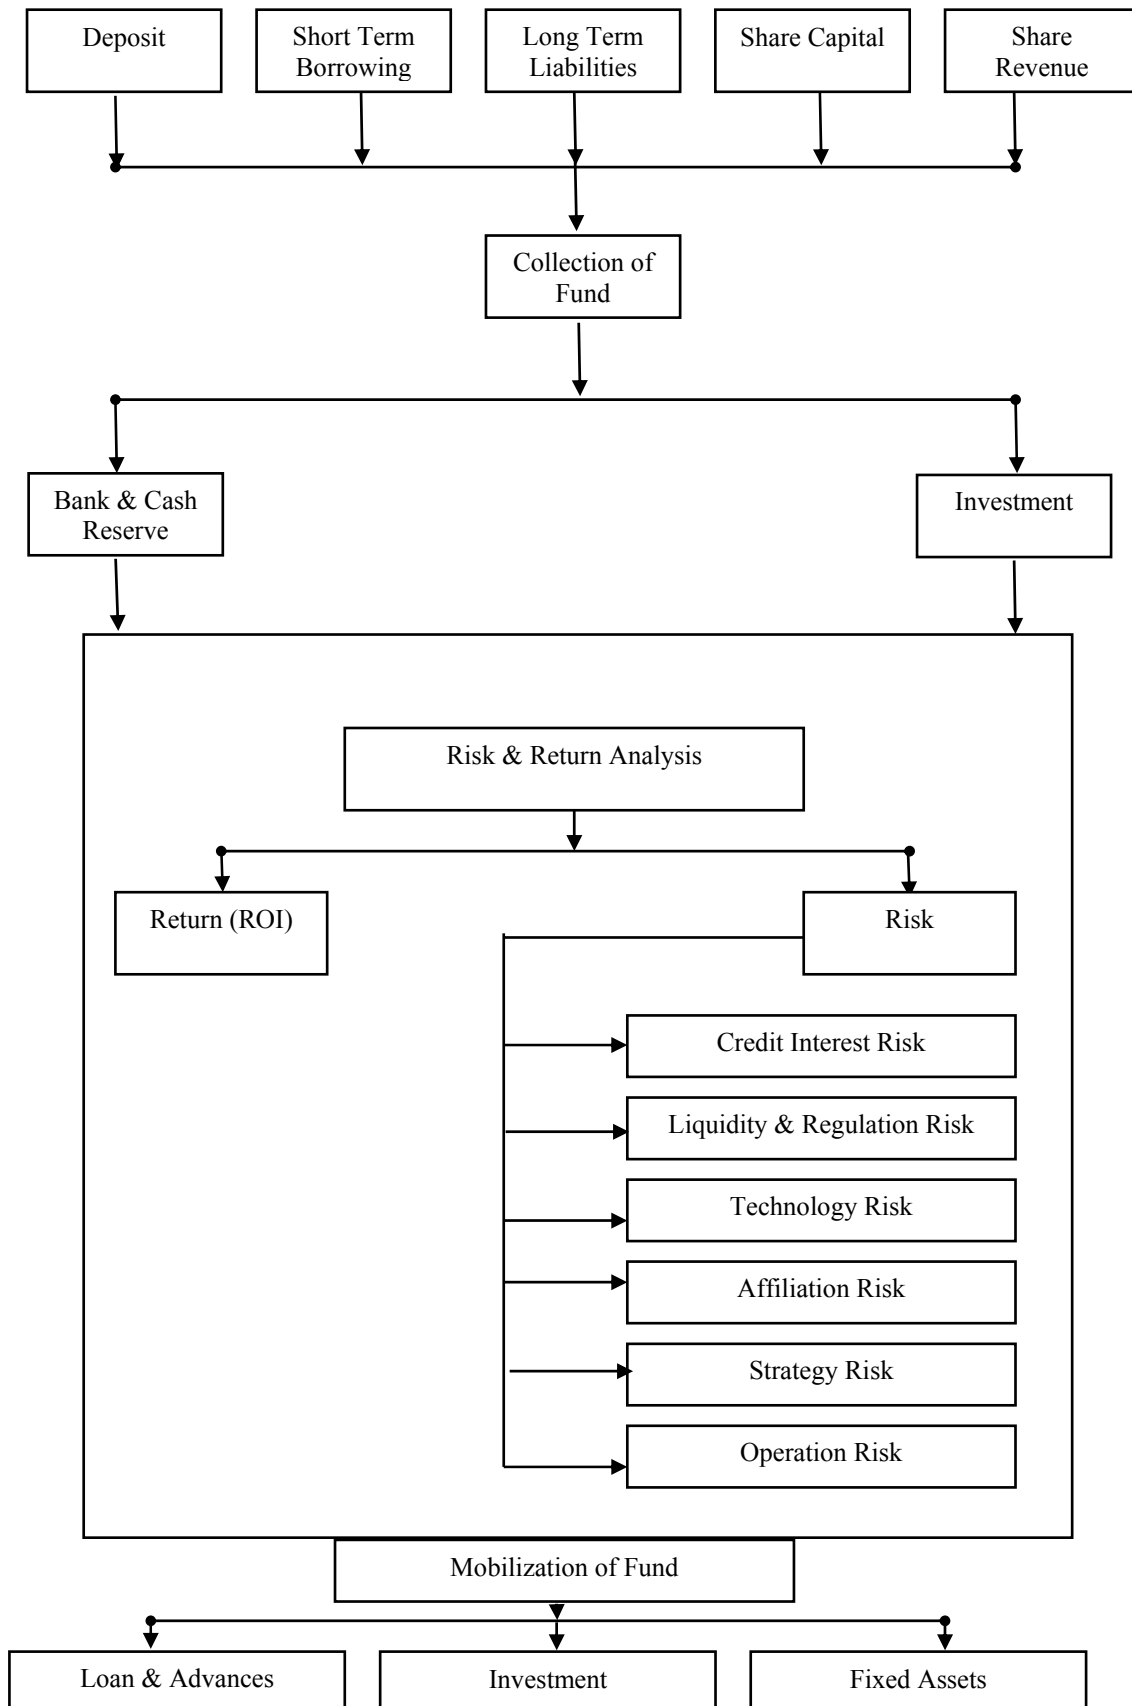 Deposit
Short Term
Borrowing
Long Term
Liabilities
Share Capital
Share
Revenue
Collection of
Fund
Bank & Cash
Reserve
Investment
Risk & Return Analysis
Return (ROI)
Risk
Credit Interest Risk
Liquidity & Regulation Risk
Technology Risk
Affiliation Risk
Strategy Risk
Operation Risk
Mobilization of Fund
Loan & Advances
Investment
Fixed Assets